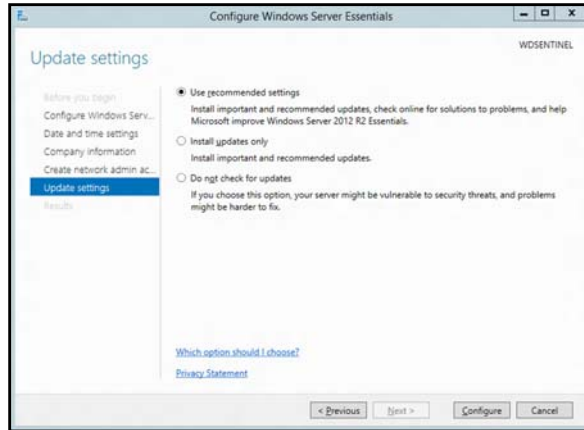 Configure Windows Server Essentials
WDSENTINEL
Update settings
Before you begin
Configure Windows Serv...
Date and time settings
Company information
Create network admin ac...
Update settings
Results
Use recommended settings
Install important and recommended updates, check online for solutions to problems, and help
Microsoft improve Windows Server 2012 R2 Essentials.
Install updates only
Install important and recommended updates.
Do not check for updates
If you choose this option, your server might be vulnerable to security threats, and problems
might be harder to fix.
Which option should I choose?
Privacy Statement
< Previous
Next >
Configure
Cancel